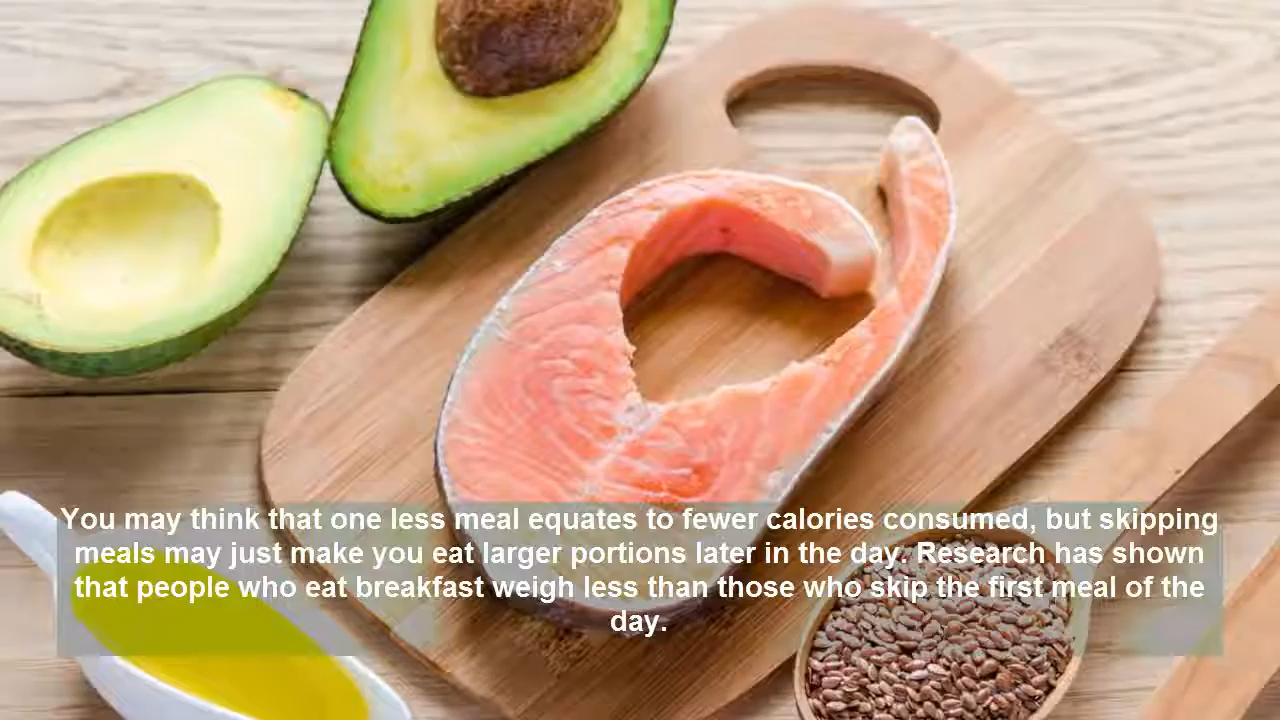 You may think that one less meal equates to fewer calories consumed, but skipping
meals may just make you eat larger portions later in the day. Research has shown
that people who eat breakfast weigh less than those who skip the first meal of the
day.